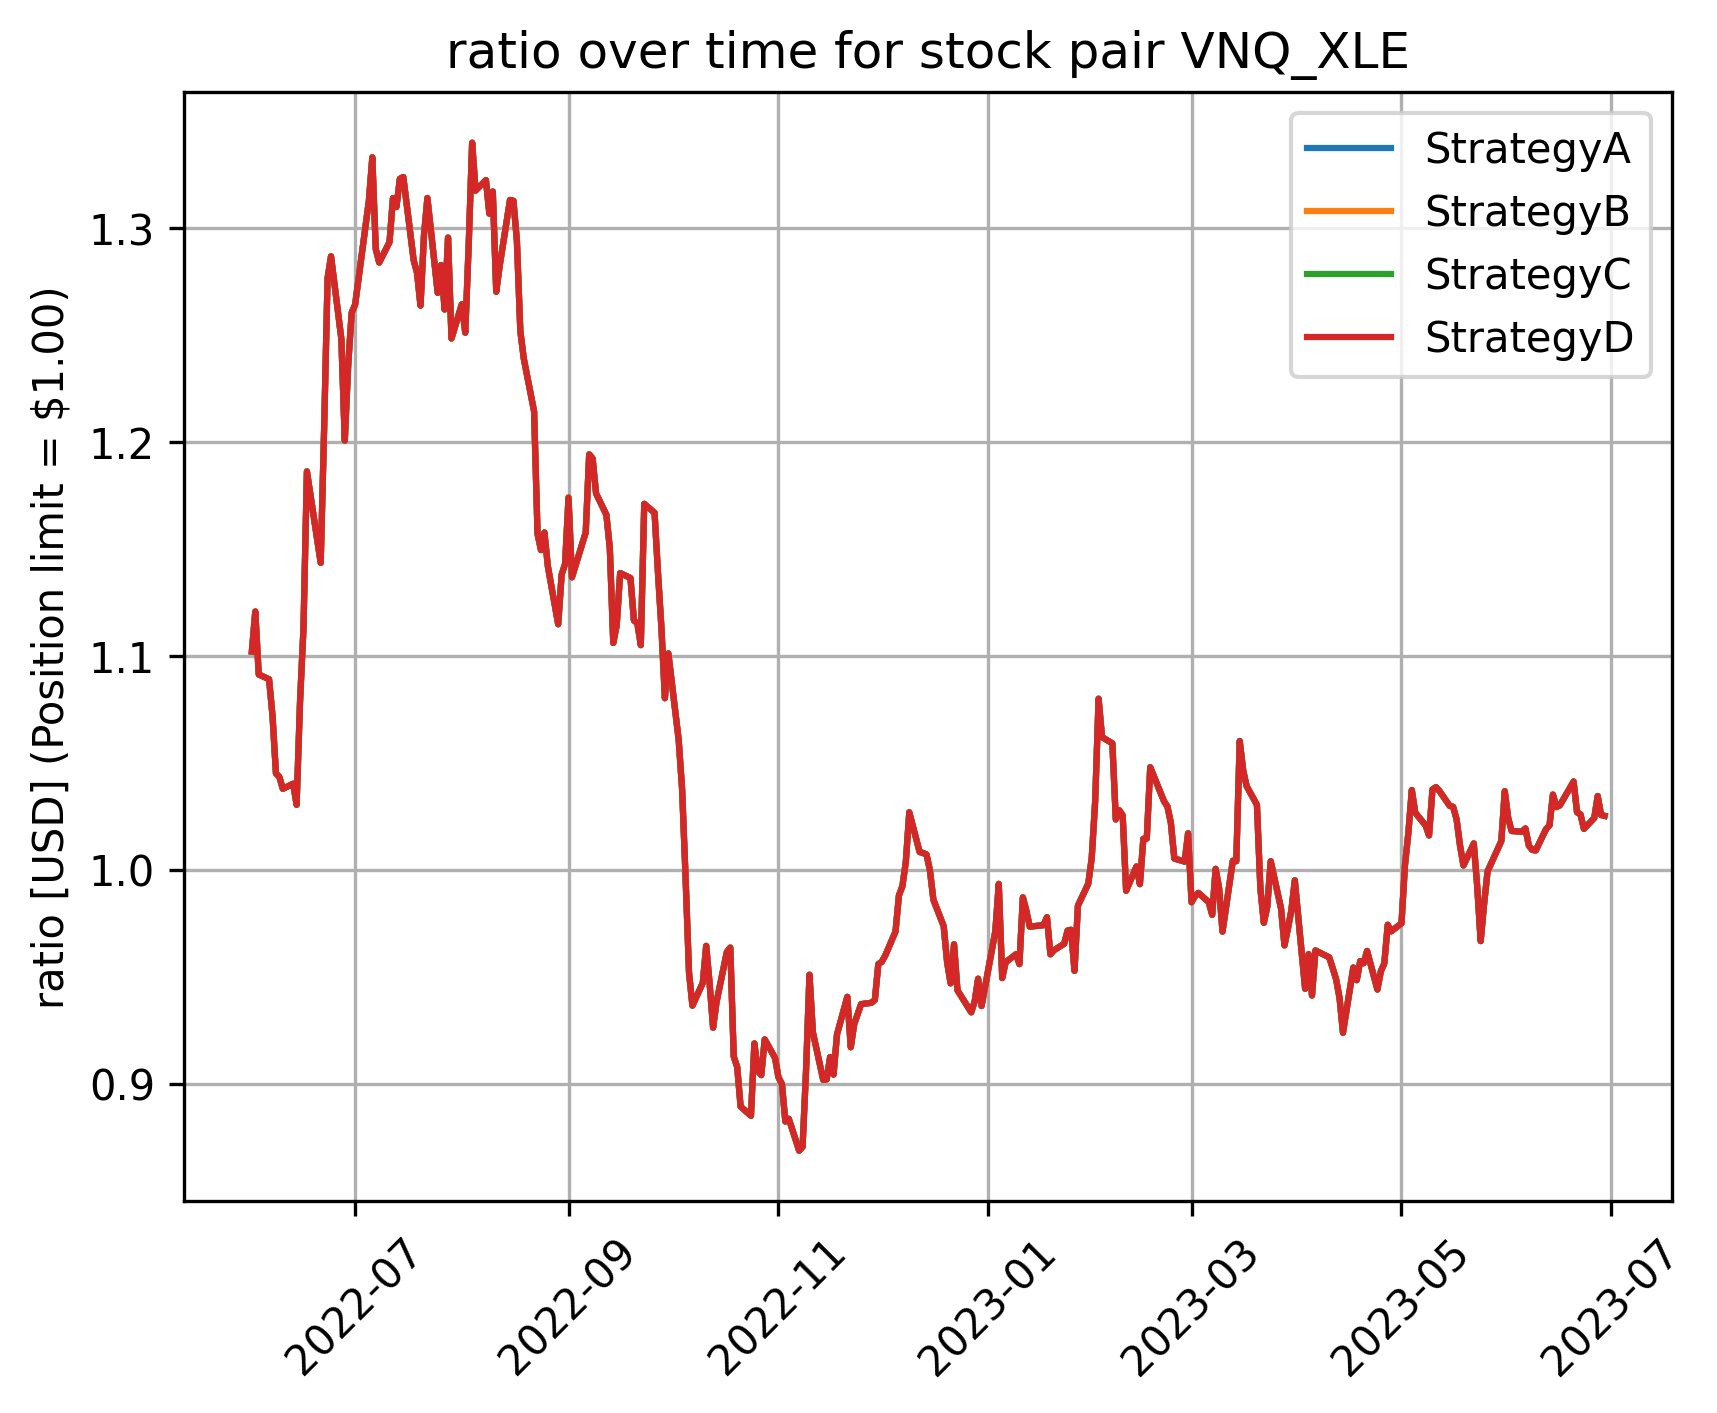 ratio over time for stock pair VNQ_XLE
StrategyA
StrategyB
StrategyC
StrategyD
ratio [USD] (Position limit = $1.00)
1.3
1.2
1.1
1.0
0.9
2022-07
2022-09
2022-11
2023-01
2023-03
2023-05
2023-07